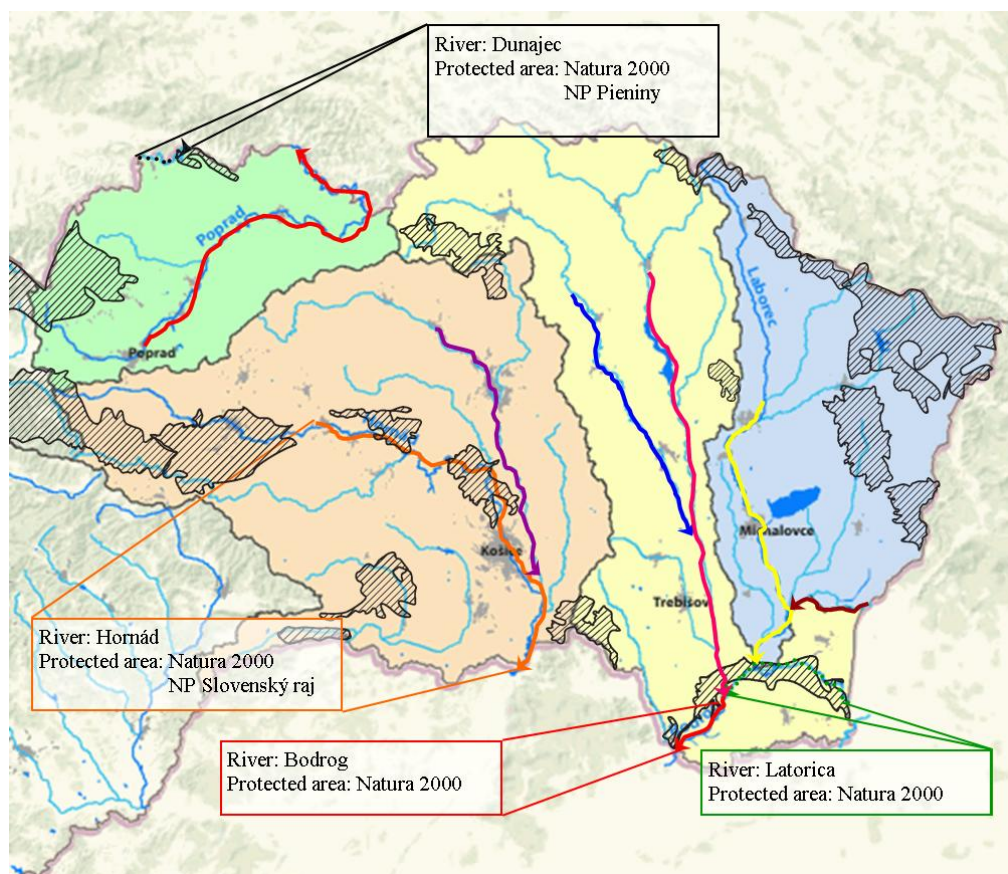 River: Dunajec
Protected area: Natura 2000
NP Pieniny
Poprad
Poprad
Laborec
Košice
Michalovce
Trebišov
River: Hornád
Protected area: Natura 2000
NP Slovenský raj
River: Bodrog
Protected area: Natura 2000
River: Latorica
Protected area: Natura 2000